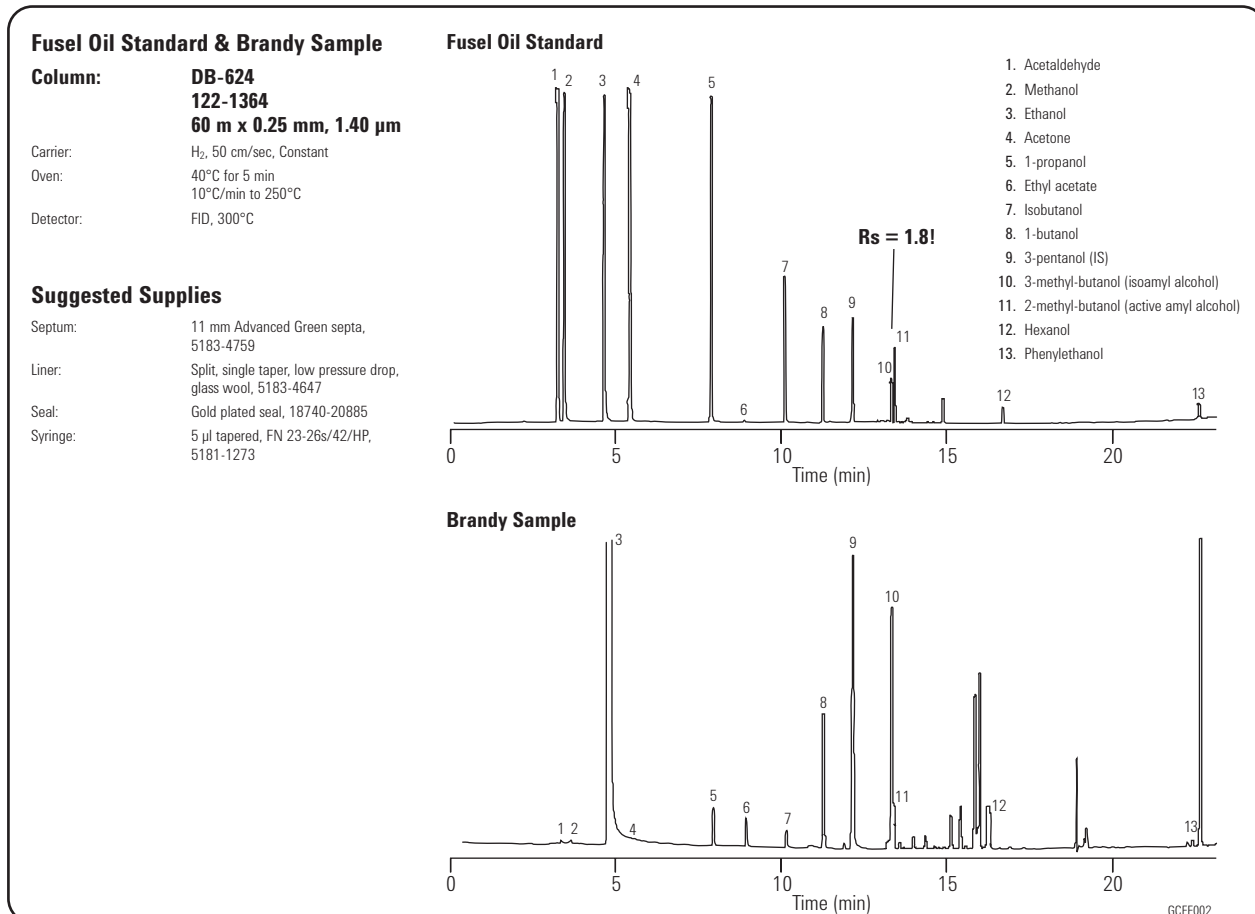 Fusel Oil Standard & Brandy Sample
Column: DB-624
122-1364
60 m x 0.25 mm, 1.40 µm
Carrier: H₂, 50 cm/sec, Constant
Oven: 40°C for 5 min
10°C/min to 250°C
Detector: FID, 300°C
Suggested Supplies
Septum: 11 mm Advanced Green septa,
5183-4759
Liner: Split, single taper, low pressure drop,
glass wool, 5183-4647
Seal: Gold plated seal, 18740-20885
Syringe: 5 µl tapered, FN 23-26s/42/HP,
5181-1273
Fusel Oil Standard
1 2 3 4 5 6 7 8 9 10 11 12 13
Rs = 1.8!
0 5 10 15 20
Time (min)
1. Acetaldehyde
2. Methanol
3. Ethanol
4. Acetone
5. 1-propanol
6. Ethyl acetate
7. Isobutanol
8. 1-butanol
9. 3-pentanol (IS)
10. 3-methyl-butanol (isoamyl alcohol)
11. 2-methyl-butanol (active amyl alcohol)
12. Hexanol
13. Phenylethanol
Brandy Sample
1 2 3 4 5 6 7 8 9 10 11 12 13
0 5 10 15 20
Time (min)
GCFF002